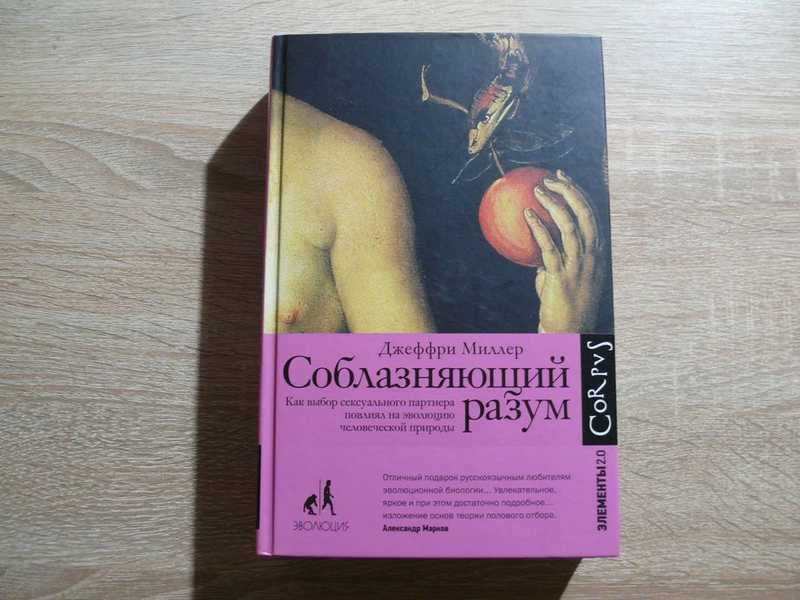 Джеффри Миллер
Соблазняющий
разум
Как выбор сексуального партнера
повлиял на эволюцию
человеческой природы
CORPVS
ЭЛЕМЕНТЫ 2.0
ЭВОЛЮЦИЯ
Отличный подарок русскоязычным любителям
эволюционной биологии... Увлекательное,
яркое и при этом достаточно подробное...
изложение основ теории полового отбора.
Александр Марков